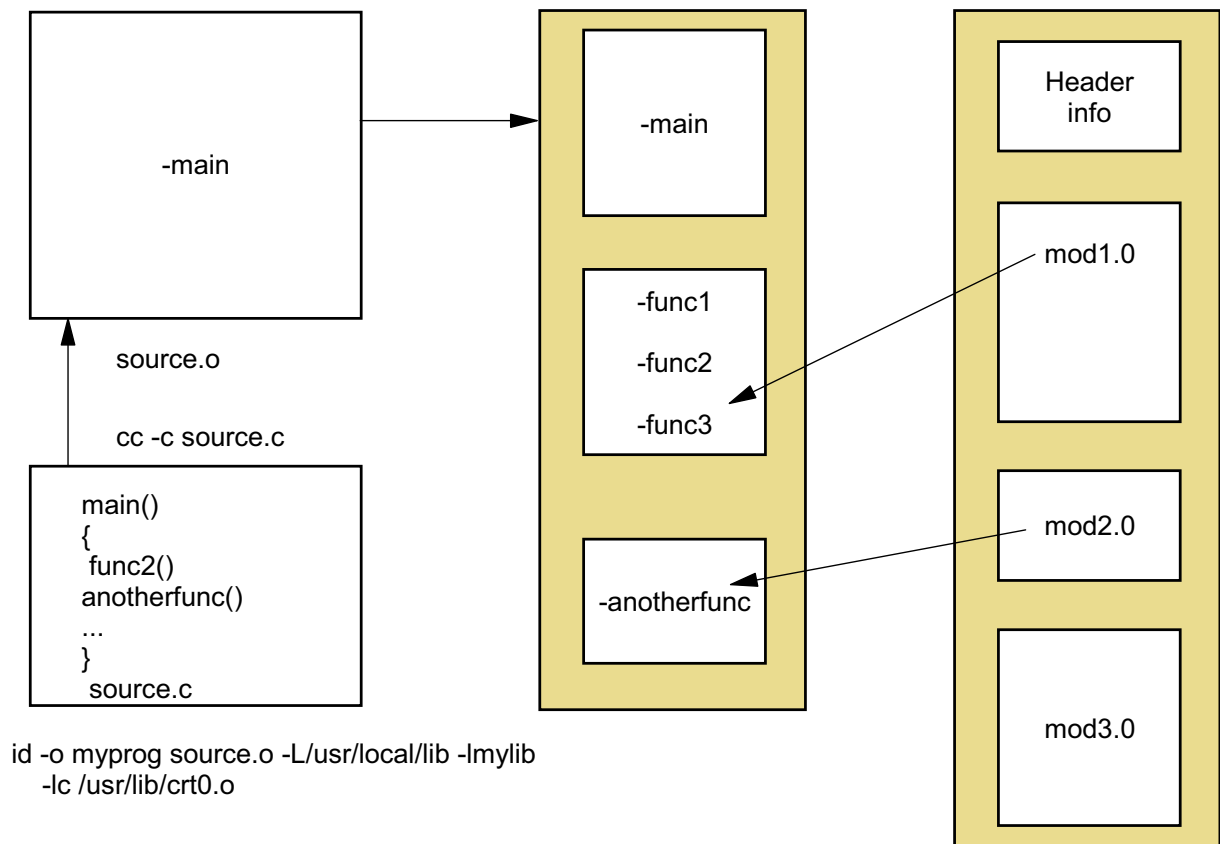 -main
source.o
cc -c source.c
main()
{
func2()
anotherfunc()
...
}
source.c
id -o myprog source.o -L/usr/local/lib -lmylib
-lc /usr/lib/crt0.o
-main
-func1
-func2
-func3
-anotherfunc
Header
info
mod1.0
mod2.0
mod3.0